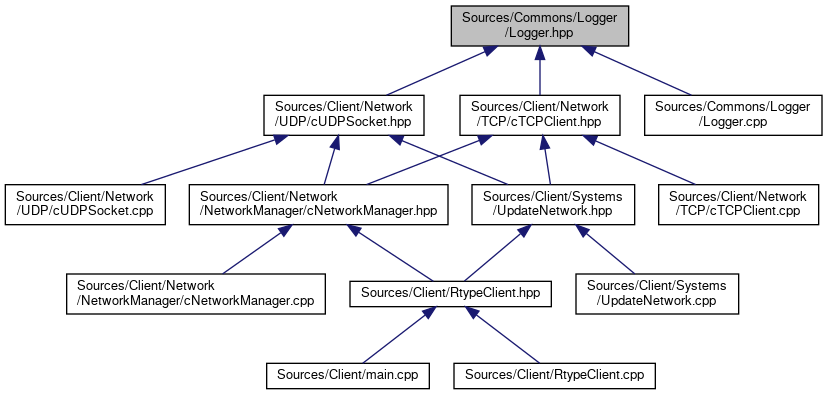 Sources/Commons/Logger
/Logger.hpp
Sources/Client/Network
/UDP/cUDPSocket.hpp
Sources/Client/Network
/TCP/cTCPClient.hpp
Sources/Commons/Logger
/Logger.cpp
Sources/Client/Network
/UDP/cUDPSocket.cpp
Sources/Client/Network
/NetworkManager/cNetworkManager.hpp
Sources/Client/Systems
/UpdateNetwork.hpp
Sources/Client/Network
/TCP/cTCPClient.cpp
Sources/Client/Network
/NetworkManager/cNetworkManager.cpp
Sources/Client/RtypeClient.hpp
Sources/Client/Systems
/UpdateNetwork.cpp
Sources/Client/main.cpp
Sources/Client/RtypeClient.cpp